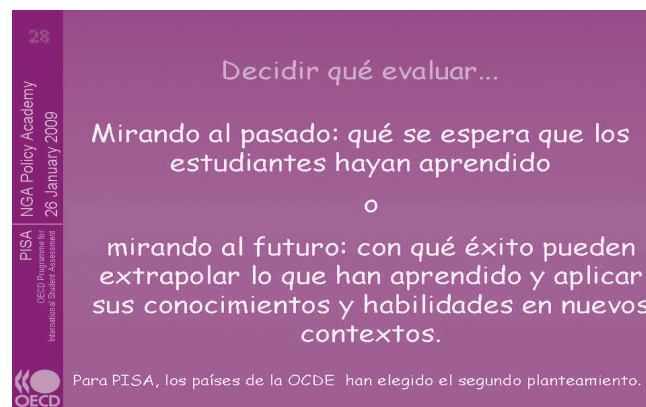 28
NGA Policy Academy
26 January 2009
PISA
OECD Programme for
International Student Assessment
OECD
Decidir qué evaluar...
Mirando al pasado: qué se espera que los
estudiantes hayan aprendido
o
mirando al futuro: con qué éxito pueden
extrapolar lo que han aprendido y aplicar
sus conocimientos y habilidades en nuevos
contextos.
Para PISA, los países de la OCDE han elegido el segundo planteamiento.